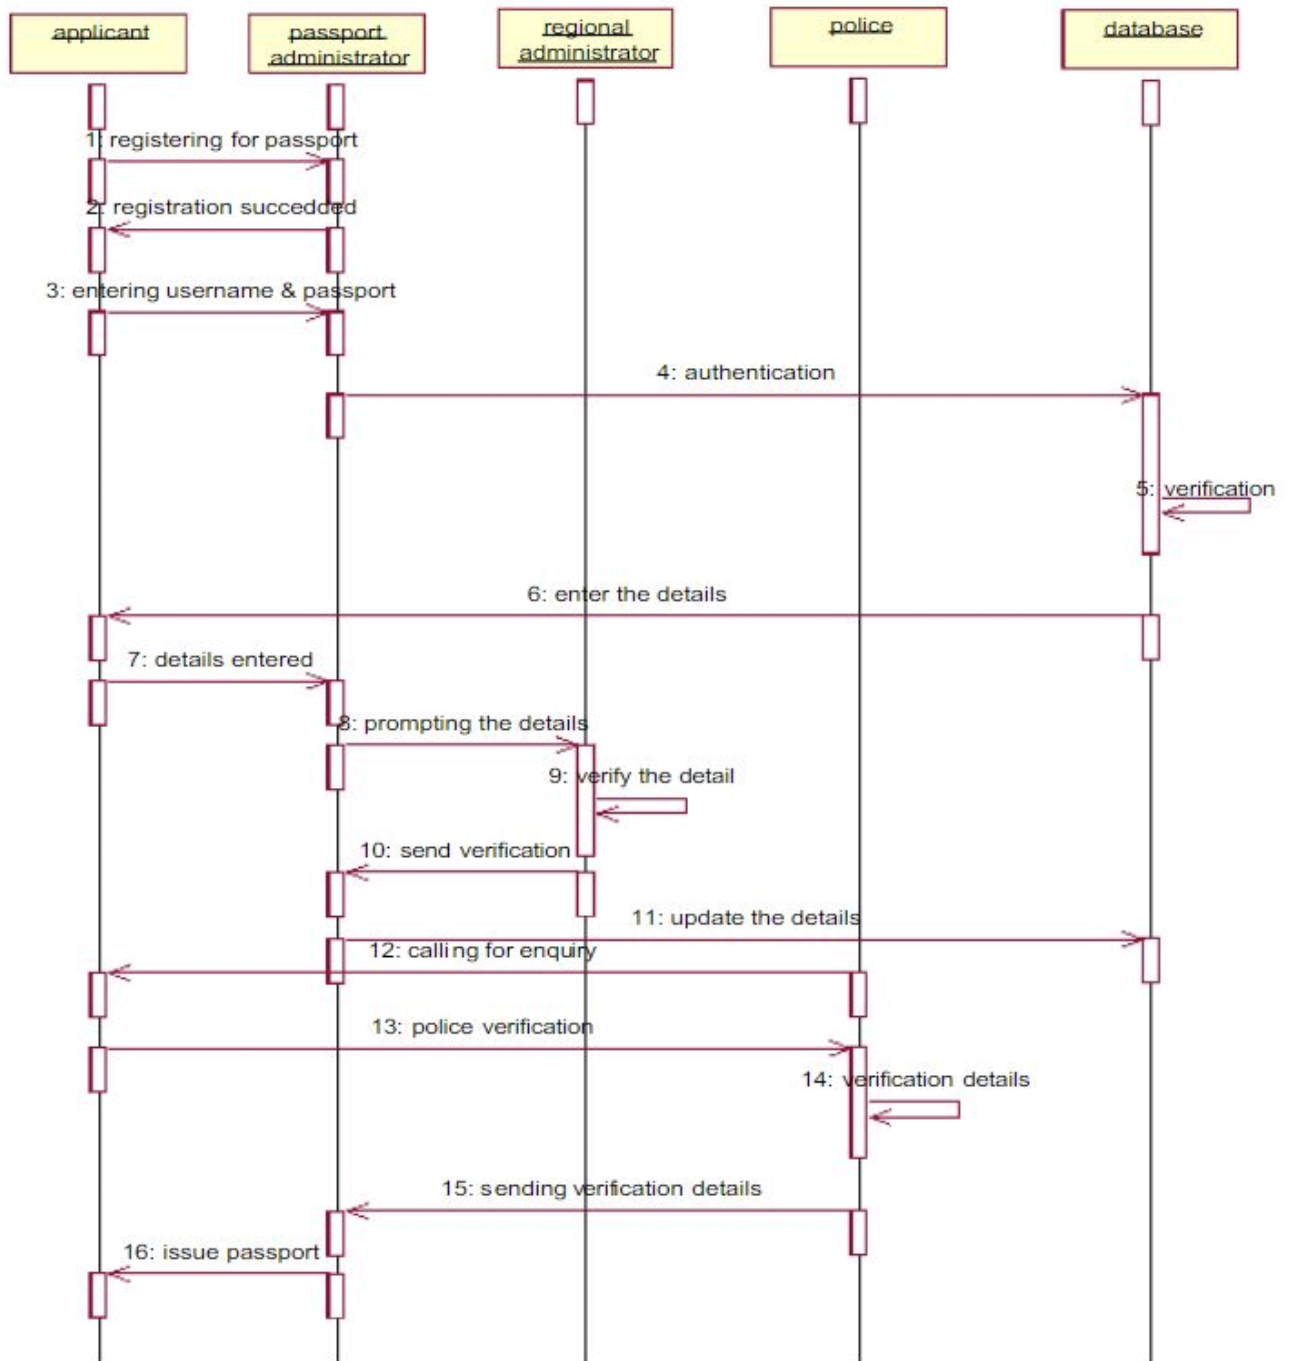 applicant
passport
administrator
regional
administrator
police
database
1: registering for passport
2: registration succedded
3: entering username & passport
4: authentication
5: verification
6: enter the details
7: details entered
8: prompting the details
9: verify the detail
10: send verification
11: update the details
12: calling for enquiry
13: police verification
14: verification details
15: sending verification details
16: issue passport